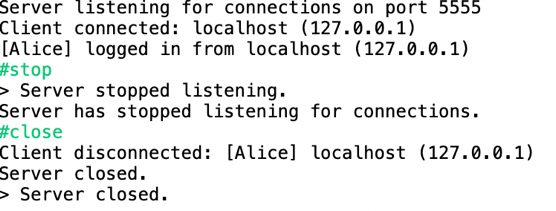 Server listening for connections on port 5555
Client connected: localhost (127.0.0.1)
[Alice] logged in from localhost (127.0.0.1)
#stop
> Server stopped listening.
Server has stopped listening for connections.
#close
Client disconnected: [Alice] localhost (127.0.0.1)
Server closed.
> Server closed.